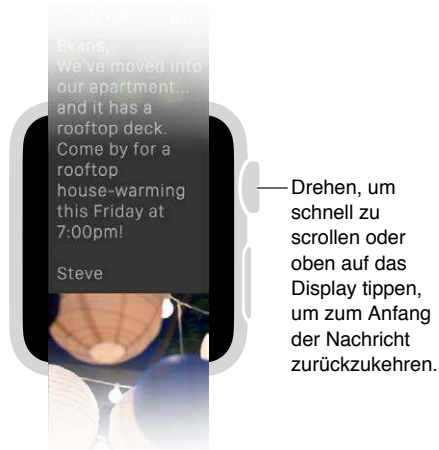 Evans,
We've moved into
our apartment...
and it has a
rooftop deck.
Come by for a
rooftop
house-warming
this Friday at
7:00pm!
Steve
Drehen, um
schnell zu
scrollen oder
oben auf das
Display tippen,
um zum Anfang
der Nachricht
zurückzukehren.